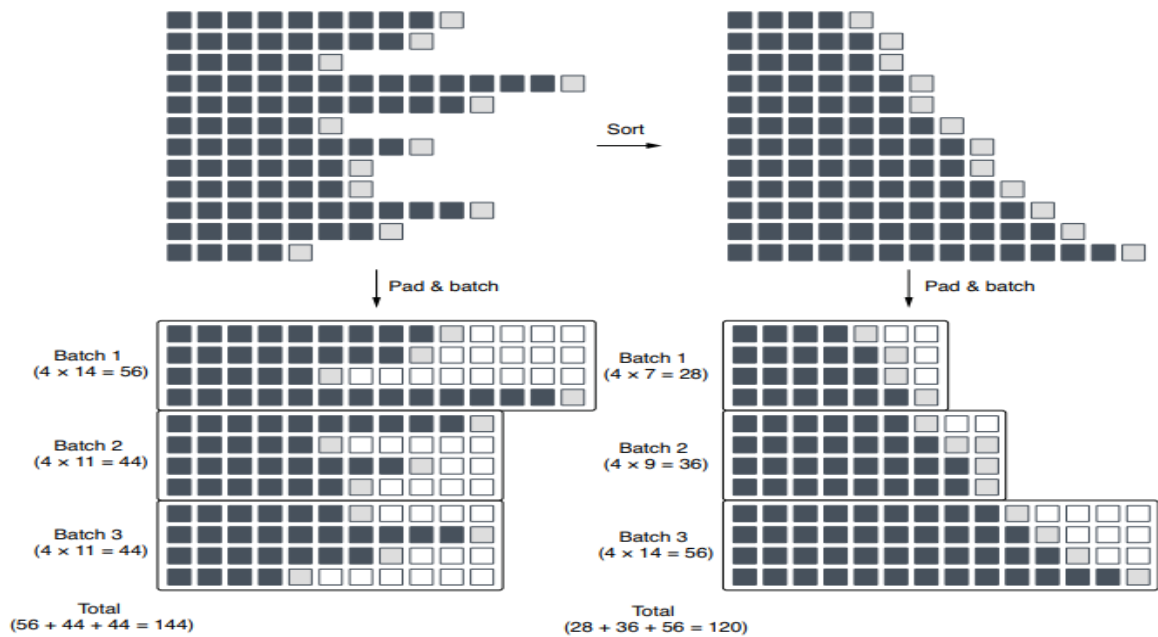 Sort
Pad & batch
Pad & batch
Batch 1
(4 × 14 = 56)
Batch 2
(4 × 11 = 44)
Batch 3
(4 × 11 = 44)
Total
(56 + 44 + 44 = 144)
Batch 1
(4 × 7 = 28)
Batch 2
(4 × 9 = 36)
Batch 3
(4 × 14 = 56)
Total
(28 + 36 + 56 = 120)